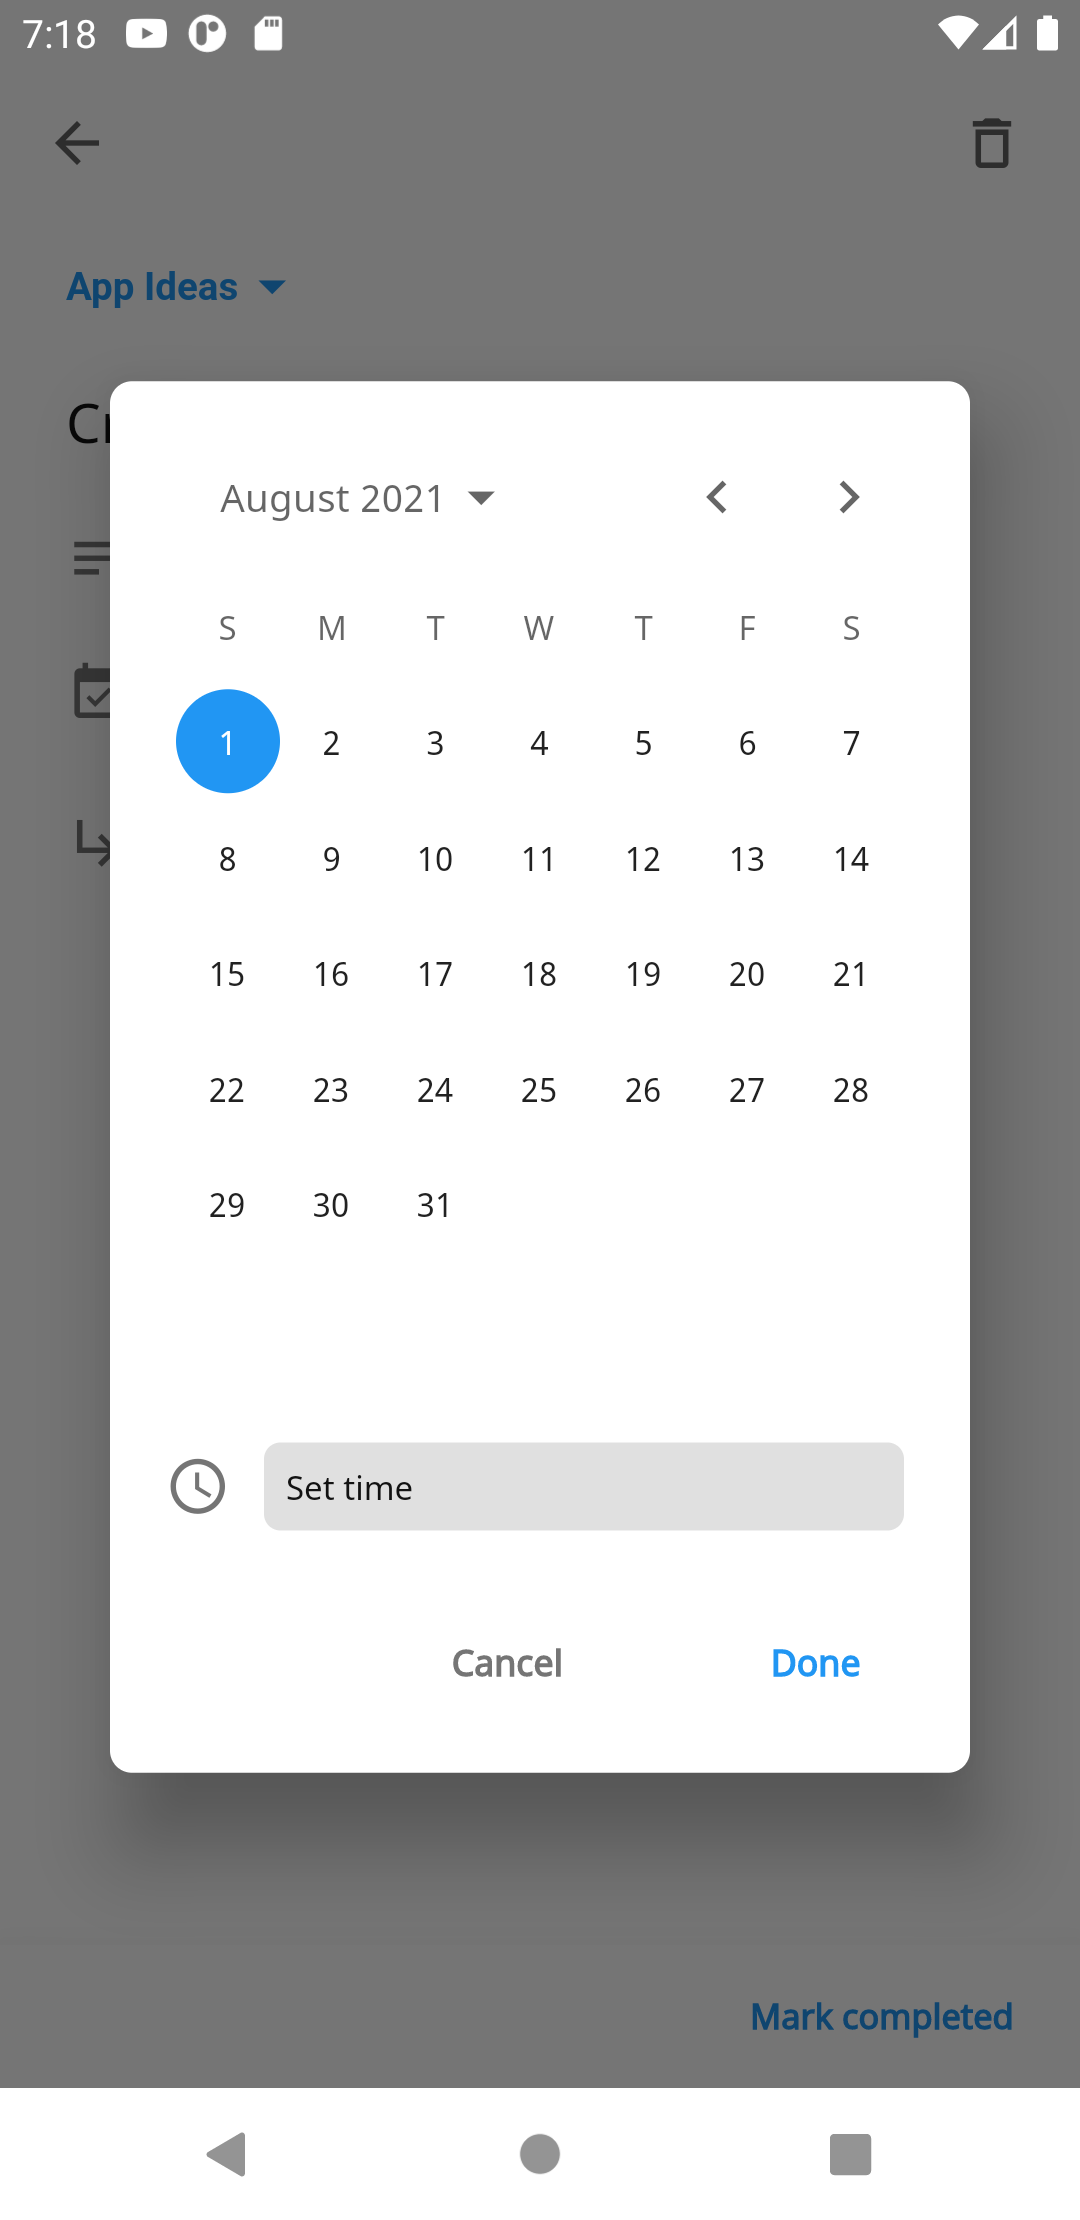 7:18
App Ideas
Cr
August 2021
S M T W T F S
1 2 3 4 5 6 7
8 9 10 11 12 13 14
15 16 17 18 19 20 21
22 23 24 25 26 27 28
29 30 31
Set time
Cancel Done
Mark completed